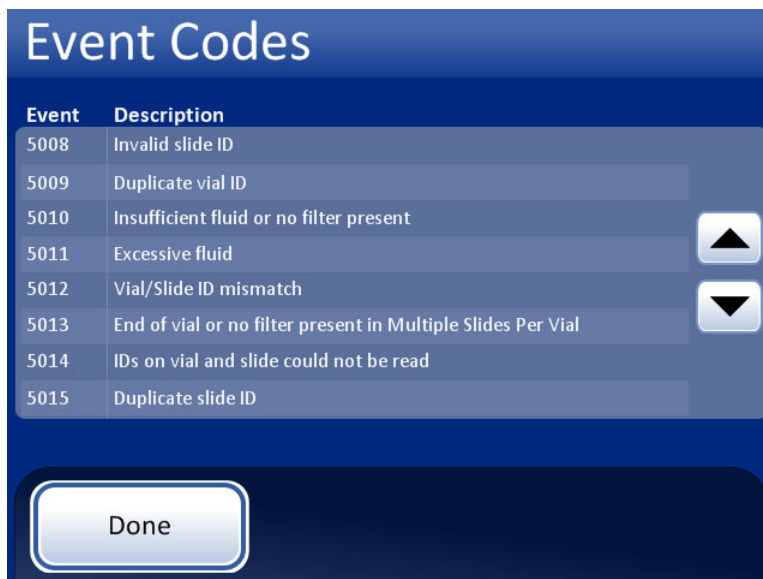 Event Codes
Event Description
5008 Invalid slide ID
5009 Duplicate vial ID
5010 Insufficient fluid or no filter present
5011 Excessive fluid
5012 Vial/Slide ID mismatch
5013 End of vial or no filter present in Multiple Slides Per Vial
5014 IDs on vial and slide could not be read
5015 Duplicate slide ID
Done